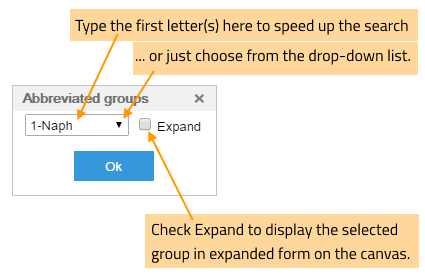 Type the first letter(s) here to speed up the search
... or just choose from the drop-down list.
Abbreviated groups ×
1-Naph ▼ Expand
Ok
Check Expand to display the selected
group in expanded form on the canvas.